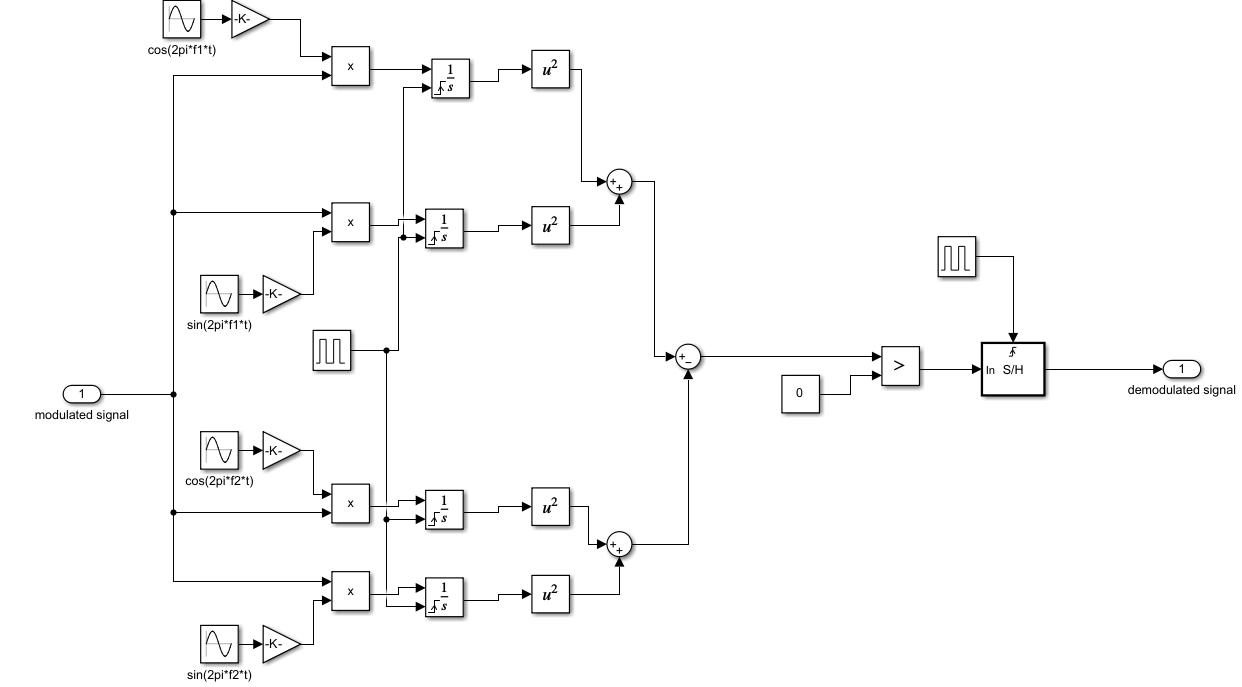 -K-
cos(2pi*f1*t)
x
1
s
u²
+
+
x
1
s
u²
-K-
sin(2pi*f1*t)
+
−
>
In S/H
1
demodulated signal
0
1
modulated signal
-K-
cos(2pi*f2*t)
x
1
s
u²
+
+
x
1
s
u²
-K-
sin(2pi*f2*t)